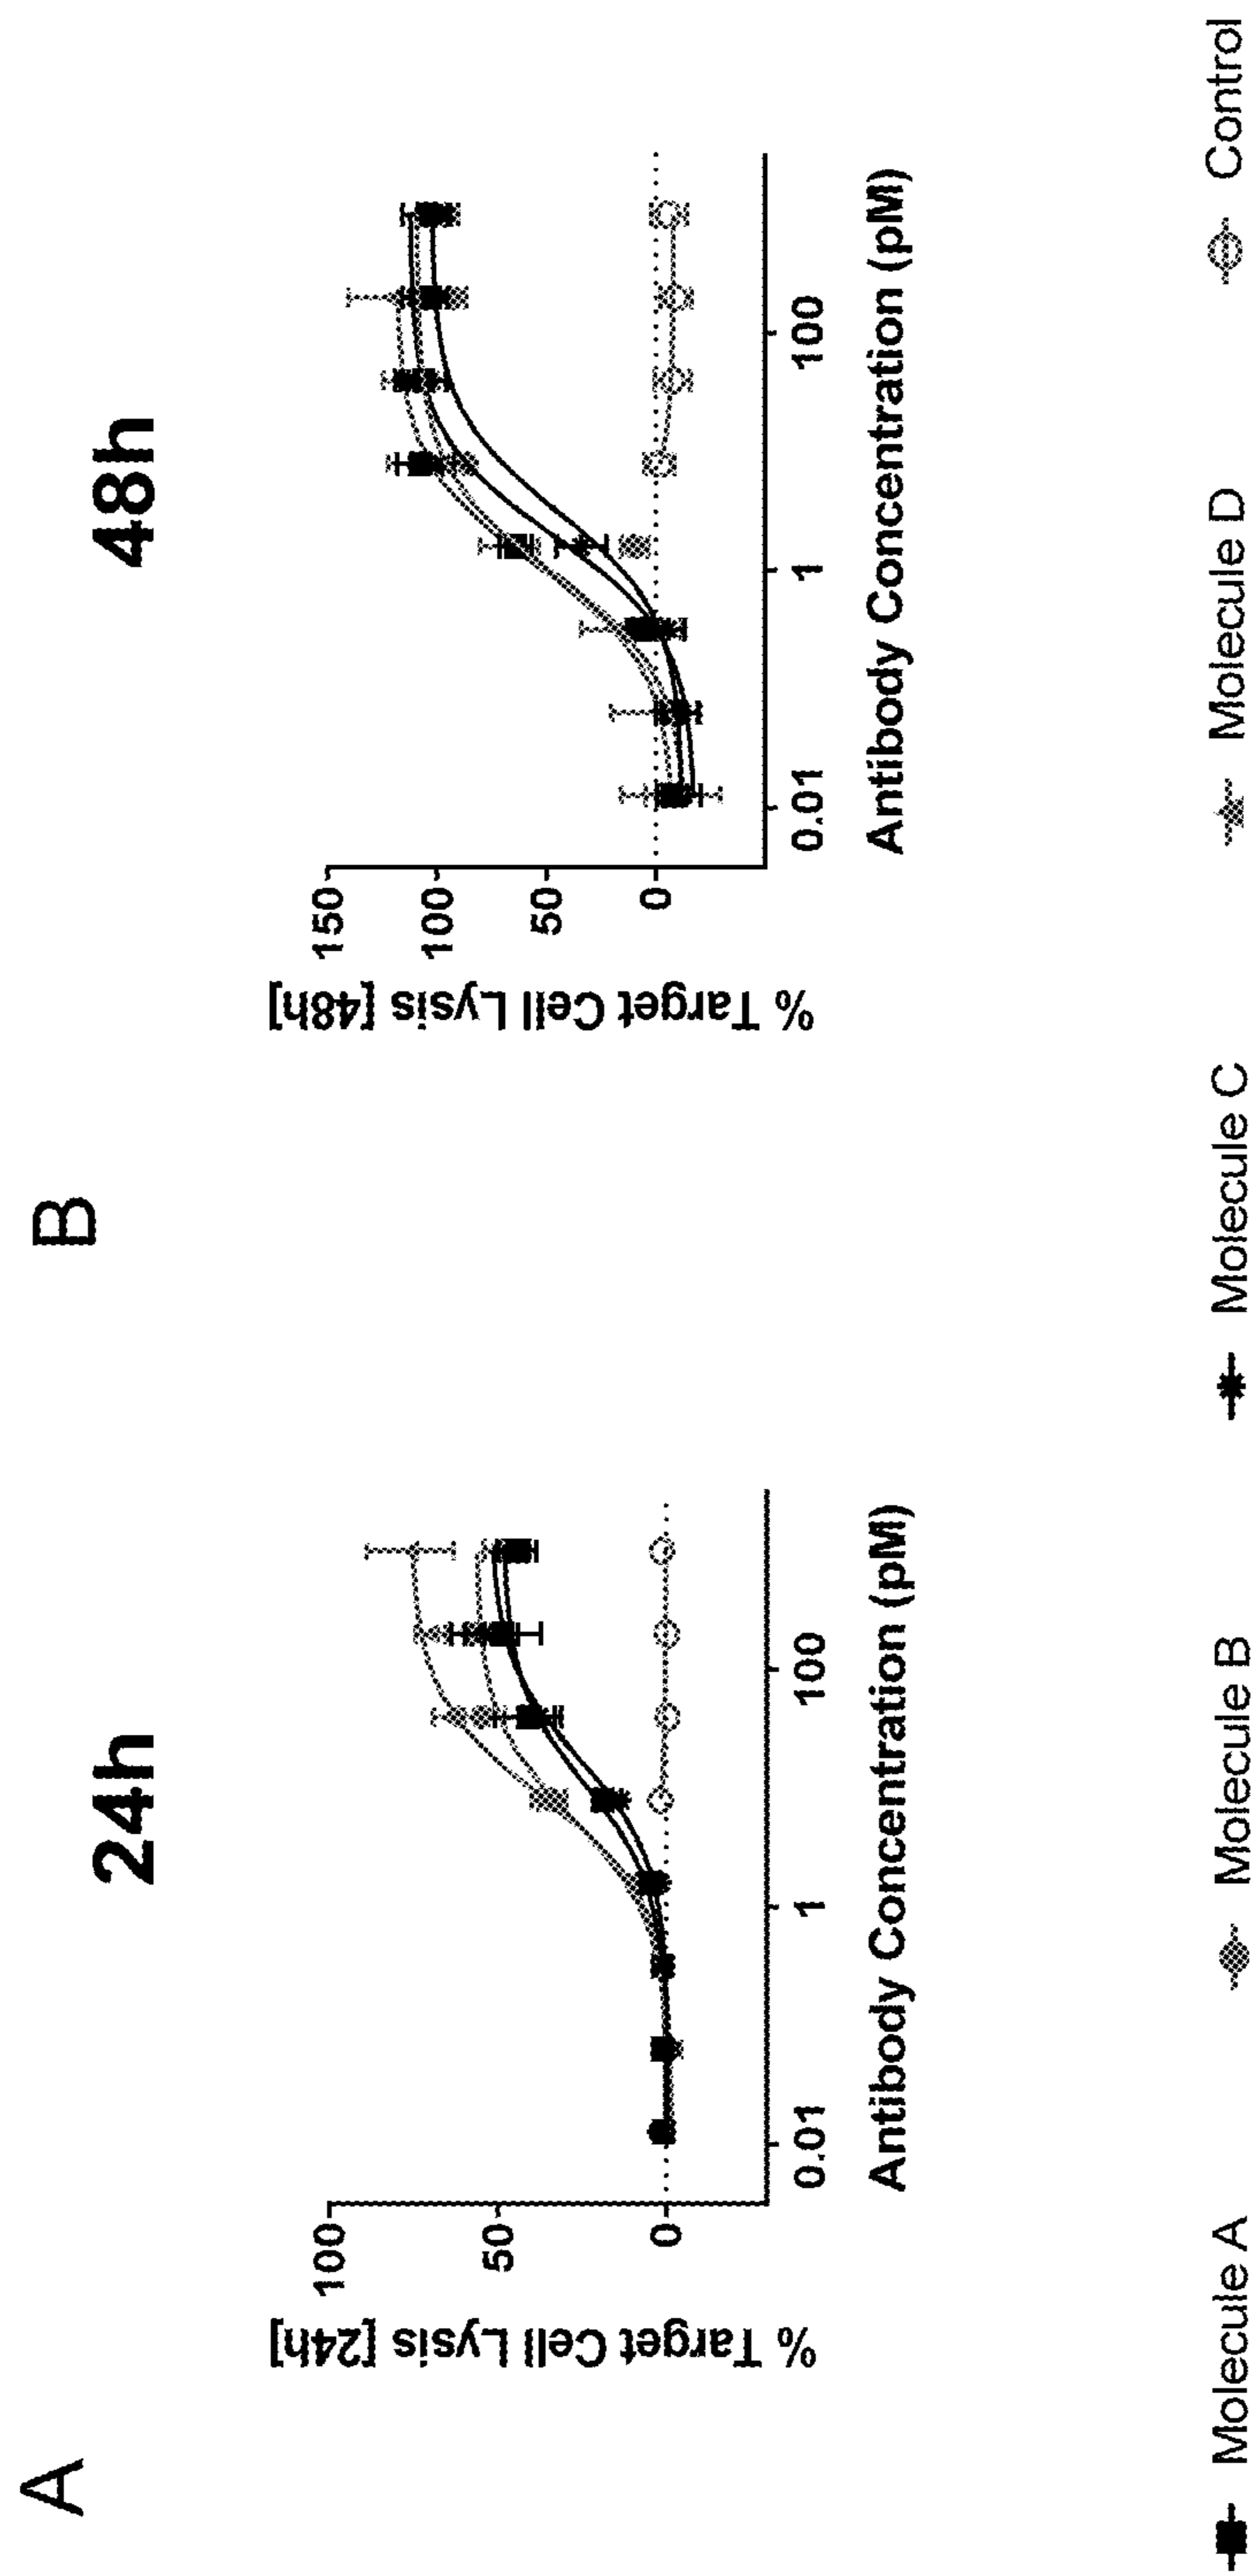 A
24h
% Target Cell Lysis [24h]
100
50
0
0.01
1
100
Antibody Concentration (pM)
B
48h
% Target Cell Lysis [48h]
150
100
50
0
0.01
1
100
Antibody Concentration (pM)
Molecule A
Molecule B
Molecule C
Molecule D
Control